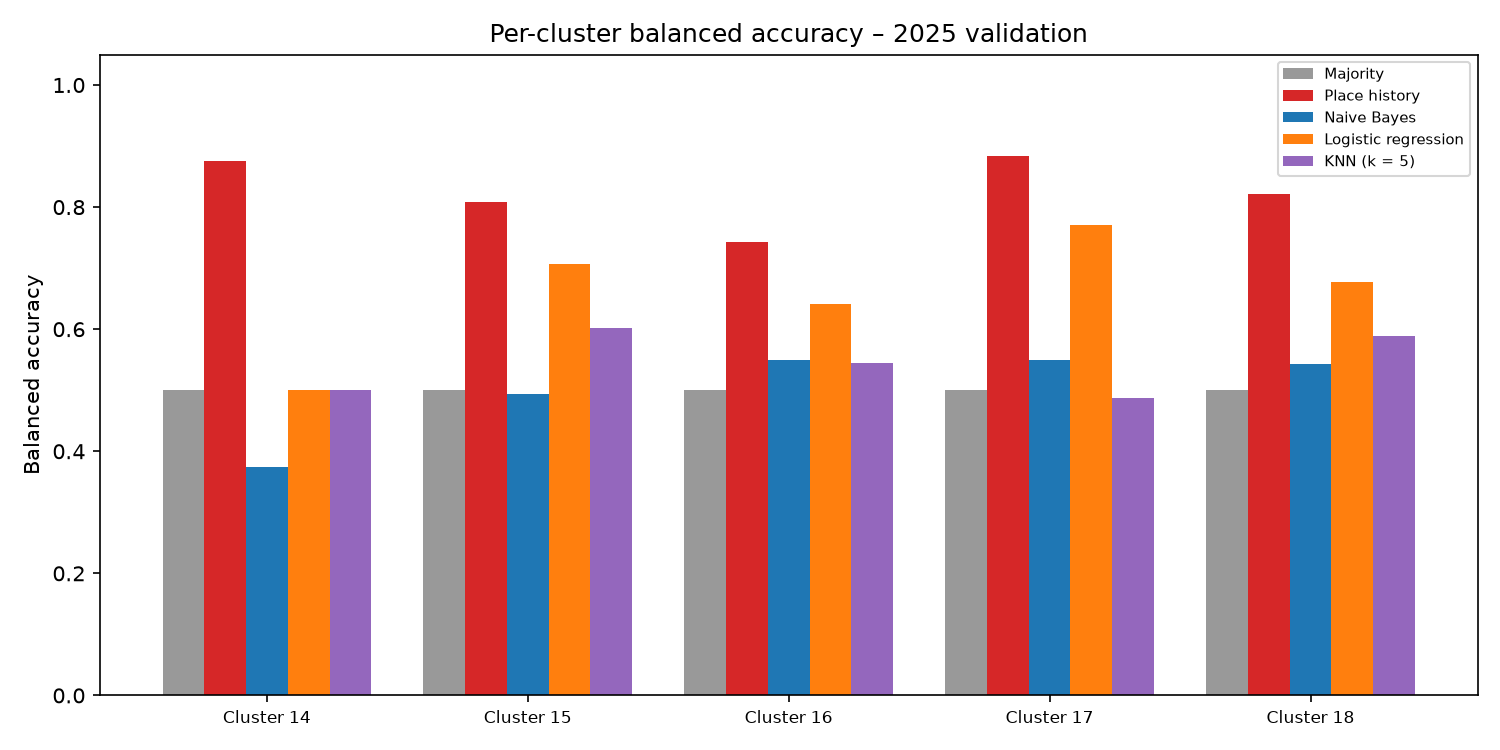 Per-cluster balanced accuracy – 2025 validation
Majority
Place history
Naive Bayes
Logistic regression
KNN (k = 5)
Balanced accuracy
1.0
0.8
0.6
0.4
0.2
0.0
Cluster 14
Cluster 15
Cluster 16
Cluster 17
Cluster 18